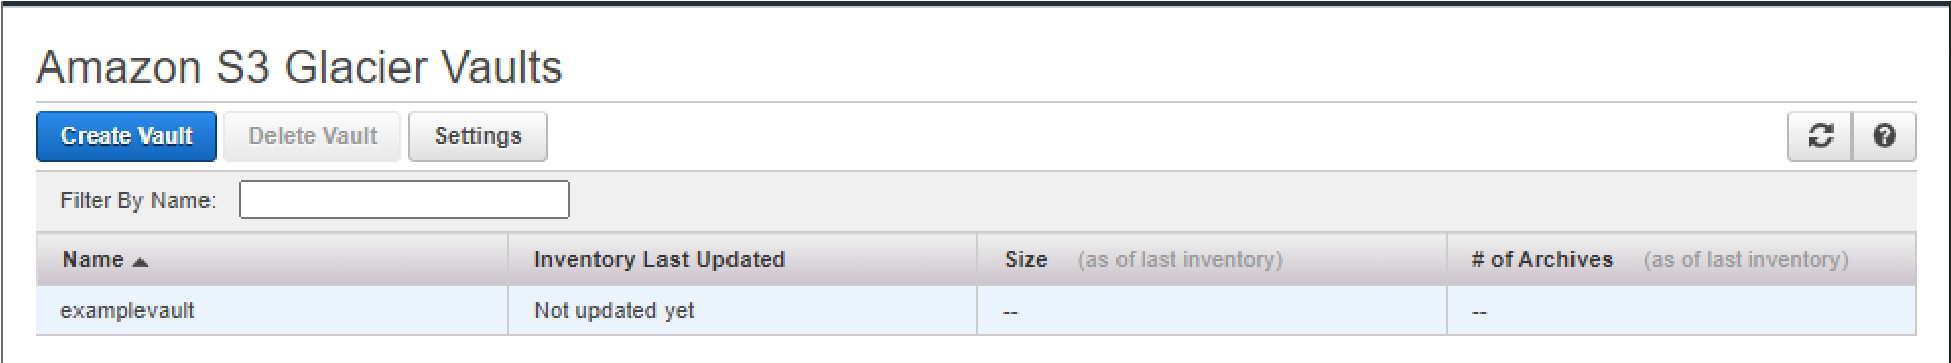 Amazon S3 Glacier Vaults
Create Vault Delete Vault Settings
Filter By Name:
Name Inventory Last Updated Size (as of last inventory) # of Archives (as of last inventory)
examplevault Not updated yet -- --